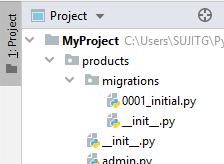 1: Project
Project
MyProject C:\Users\SUJITG\Py
products
migrations
0001_initial.py
__init__.py
__init__.py
admin.py